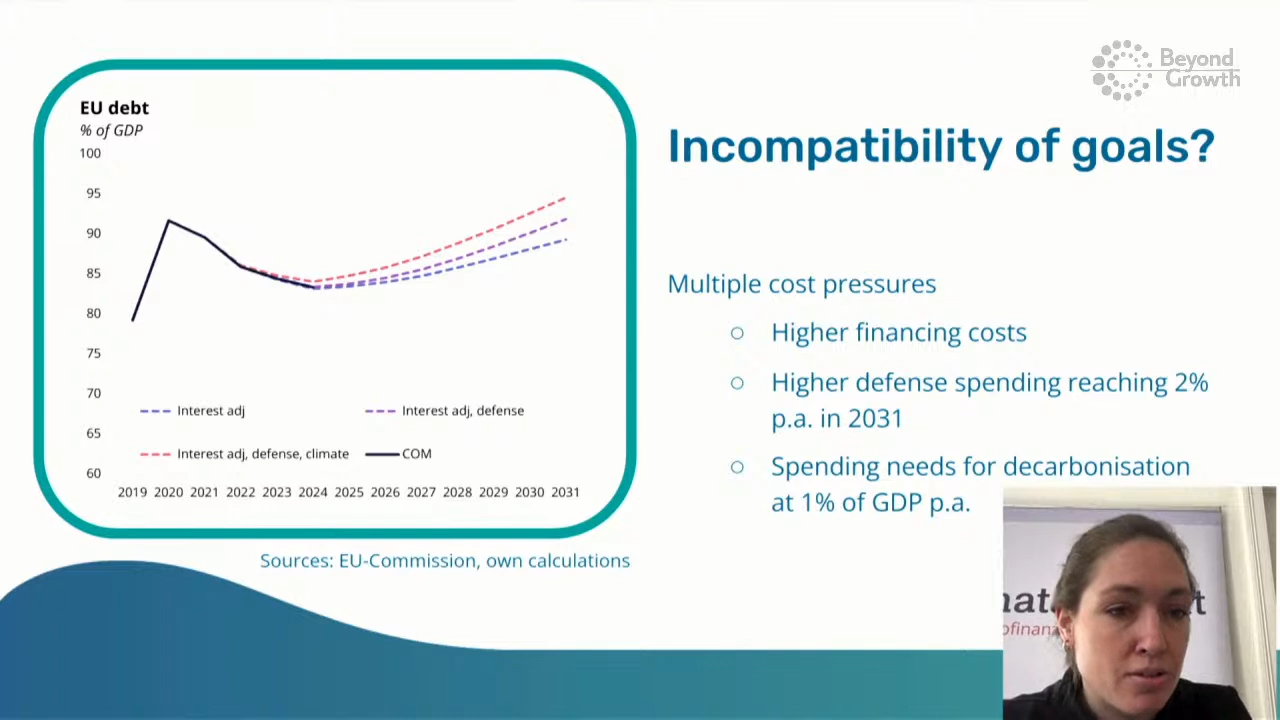 Beyond
Growth
EU debt
% of GDP
100
95
90
85
80
75
70
65
60
Interest adj
Interest adj, defense
Interest adj, defense, climate
COM
2019 2020 2021 2022 2023 2024 2025 2026 2027 2028 2029 2030 2031
Sources: EU-Commission, own calculations
Incompatibility of goals?
Multiple cost pressures
○ Higher financing costs
○ Higher defense spending reaching 2%
p.a. in 2031
○ Spending needs for decarbonisation
at 1% of GDP p.a.